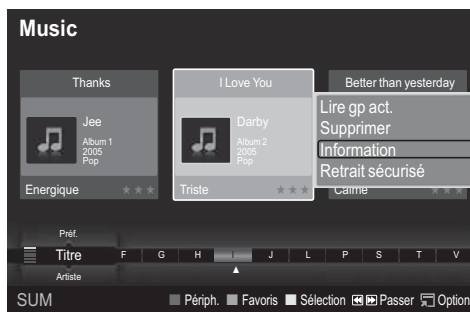 Music
Thanks
I Love You
Better than yesterday
Jee
Album 1
2005
Pop
Darby
Album 2
2005
Pop
Lire gp act.
Supprimer
Information
Retrait sécurisé
Energique ★★★
Triste ★★★
Calme ★★★
Préf.
Titre F G H I J L P S T V
Artiste
SUM Périph. Favoris Sélection Passer Option